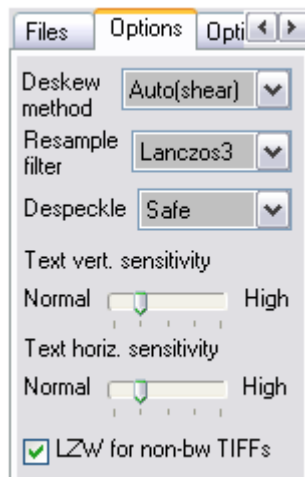 Files Options Opti
Deskew
method Auto(shear)
Resample
filter Lanczos3
Despeckle Safe
Text vert. sensitivity
Normal High
Text horiz. sensitivity
Normal High
LZW for non-bw TIFFs